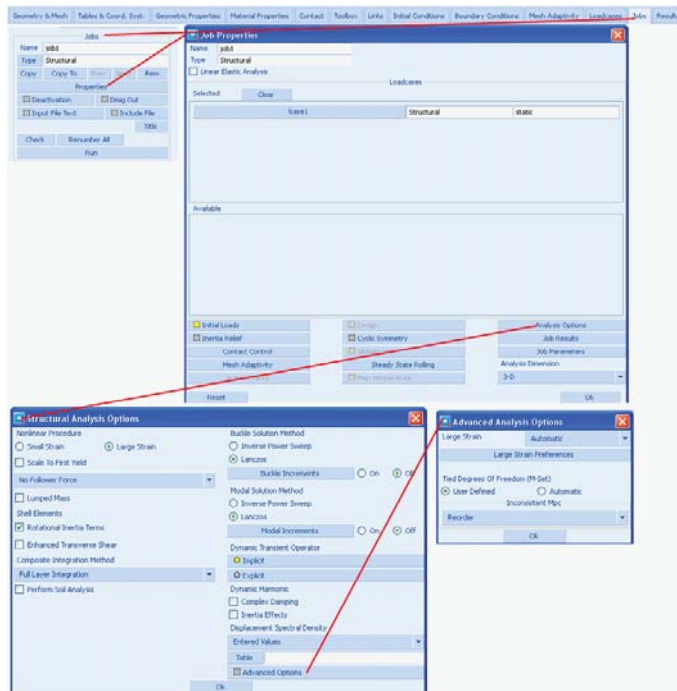 Geometry & Mesh Tables & Coord. Syst. Geometric Properties Material Properties Contact Toolbox Links Initial Conditions Boundary Conditions Mesh Adaptivity Loadcases Jobs Results
Jobs
Name job1
Type Structural
Copy Copy To Rem
Properties
Deactivation Drag Out
Input File Text Include File
Title
Check Renumber All
Run
Job Properties
Name job1
Type Structural
Linear Elastic Analysis
Loadcases
Selected Clear
lcase1 Structural static
Available
Initial Loads Design Analysis Options
Inertia Relief Cyclic Symmetry Job Results
Contact Control Job Parameters
Mesh Adaptivity Steady State Rolling Analysis Dimension
Map Temperature 3-D
Reset Ok
Structural Analysis Options
Nonlinear Procedure
Small Strain Large Strain
Scale To First Yield
No Follower Force
Lumped Mass
Shell Elements
Rotational Inertia Terms
Enhanced Transverse Shear
Composite Integration Method
Full Layer Integration
Perform Soil Analysis
Buckle Solution Method
Inverse Power Sweep
Lanczos
Buckle Increments On Off
Modal Solution Method
Inverse Power Sweep
Lanczos
Modal Increments On Off
Dynamic Transient Operator
Implicit
Explicit
Dynamic Harmonic
Complex Damping
Inertia Effects
Displacement Spectral Density
Entered Values
Table
Advanced Options
Ok
Advanced Analysis Options
Large Strain Automatic
Large Strain Preferences
Tied Degrees Of Freedom (M-Set)
User Defined Automatic
Inconsistent Mpc
Reorder
Ok